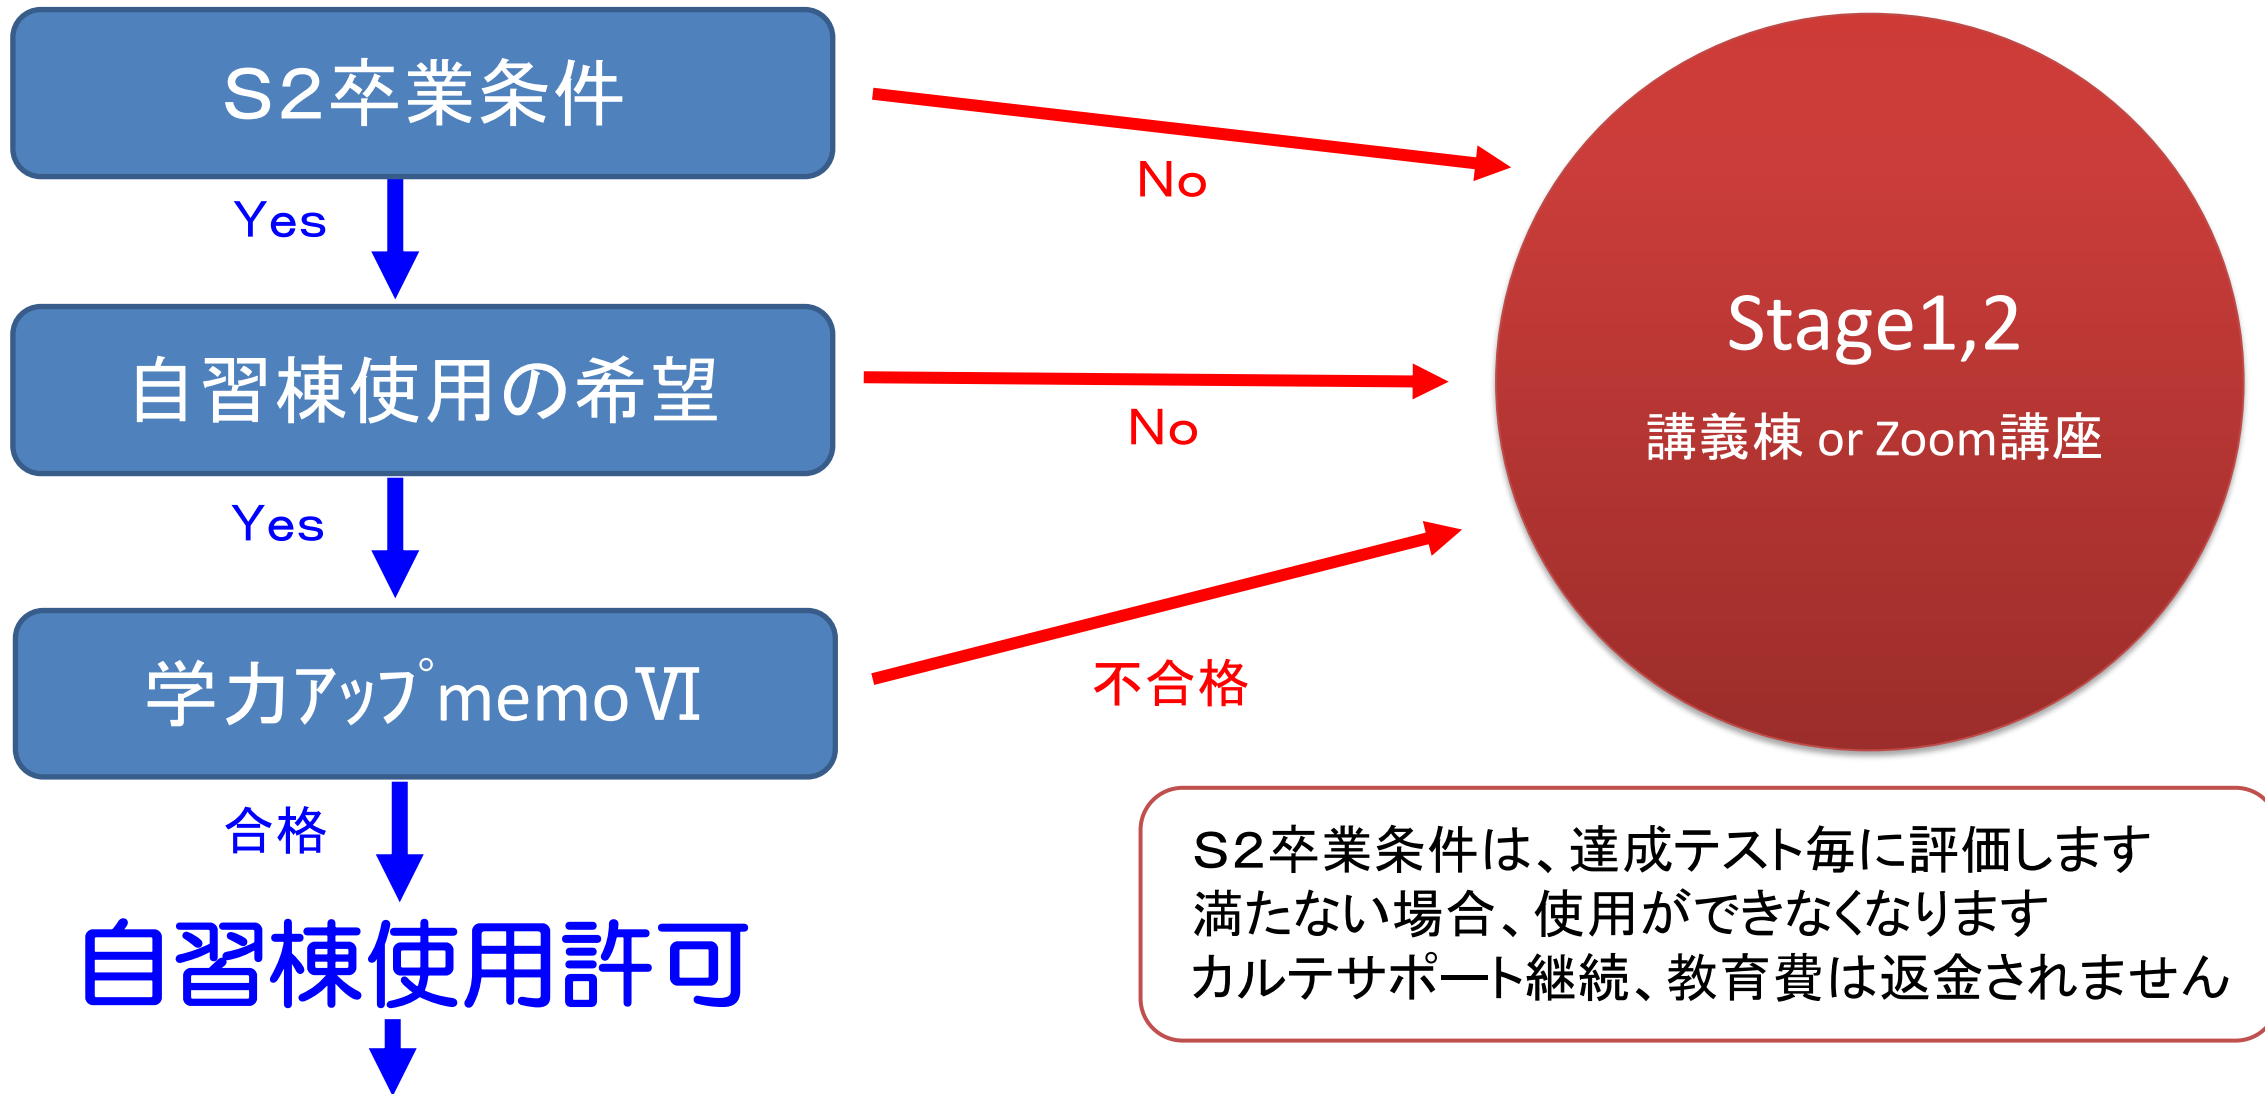 S2卒業条件
No
Yes
自習棟使用の希望
No
Yes
学力ｱｯﾌﾟmemoⅥ
不合格
合格
自習棟使用許可
Stage1,2
講義棟 or Zoom講座
S2卒業条件は、達成テスト毎に評価します
満たない場合、使用ができなくなります
カルテサポート継続、教育費は返金されません